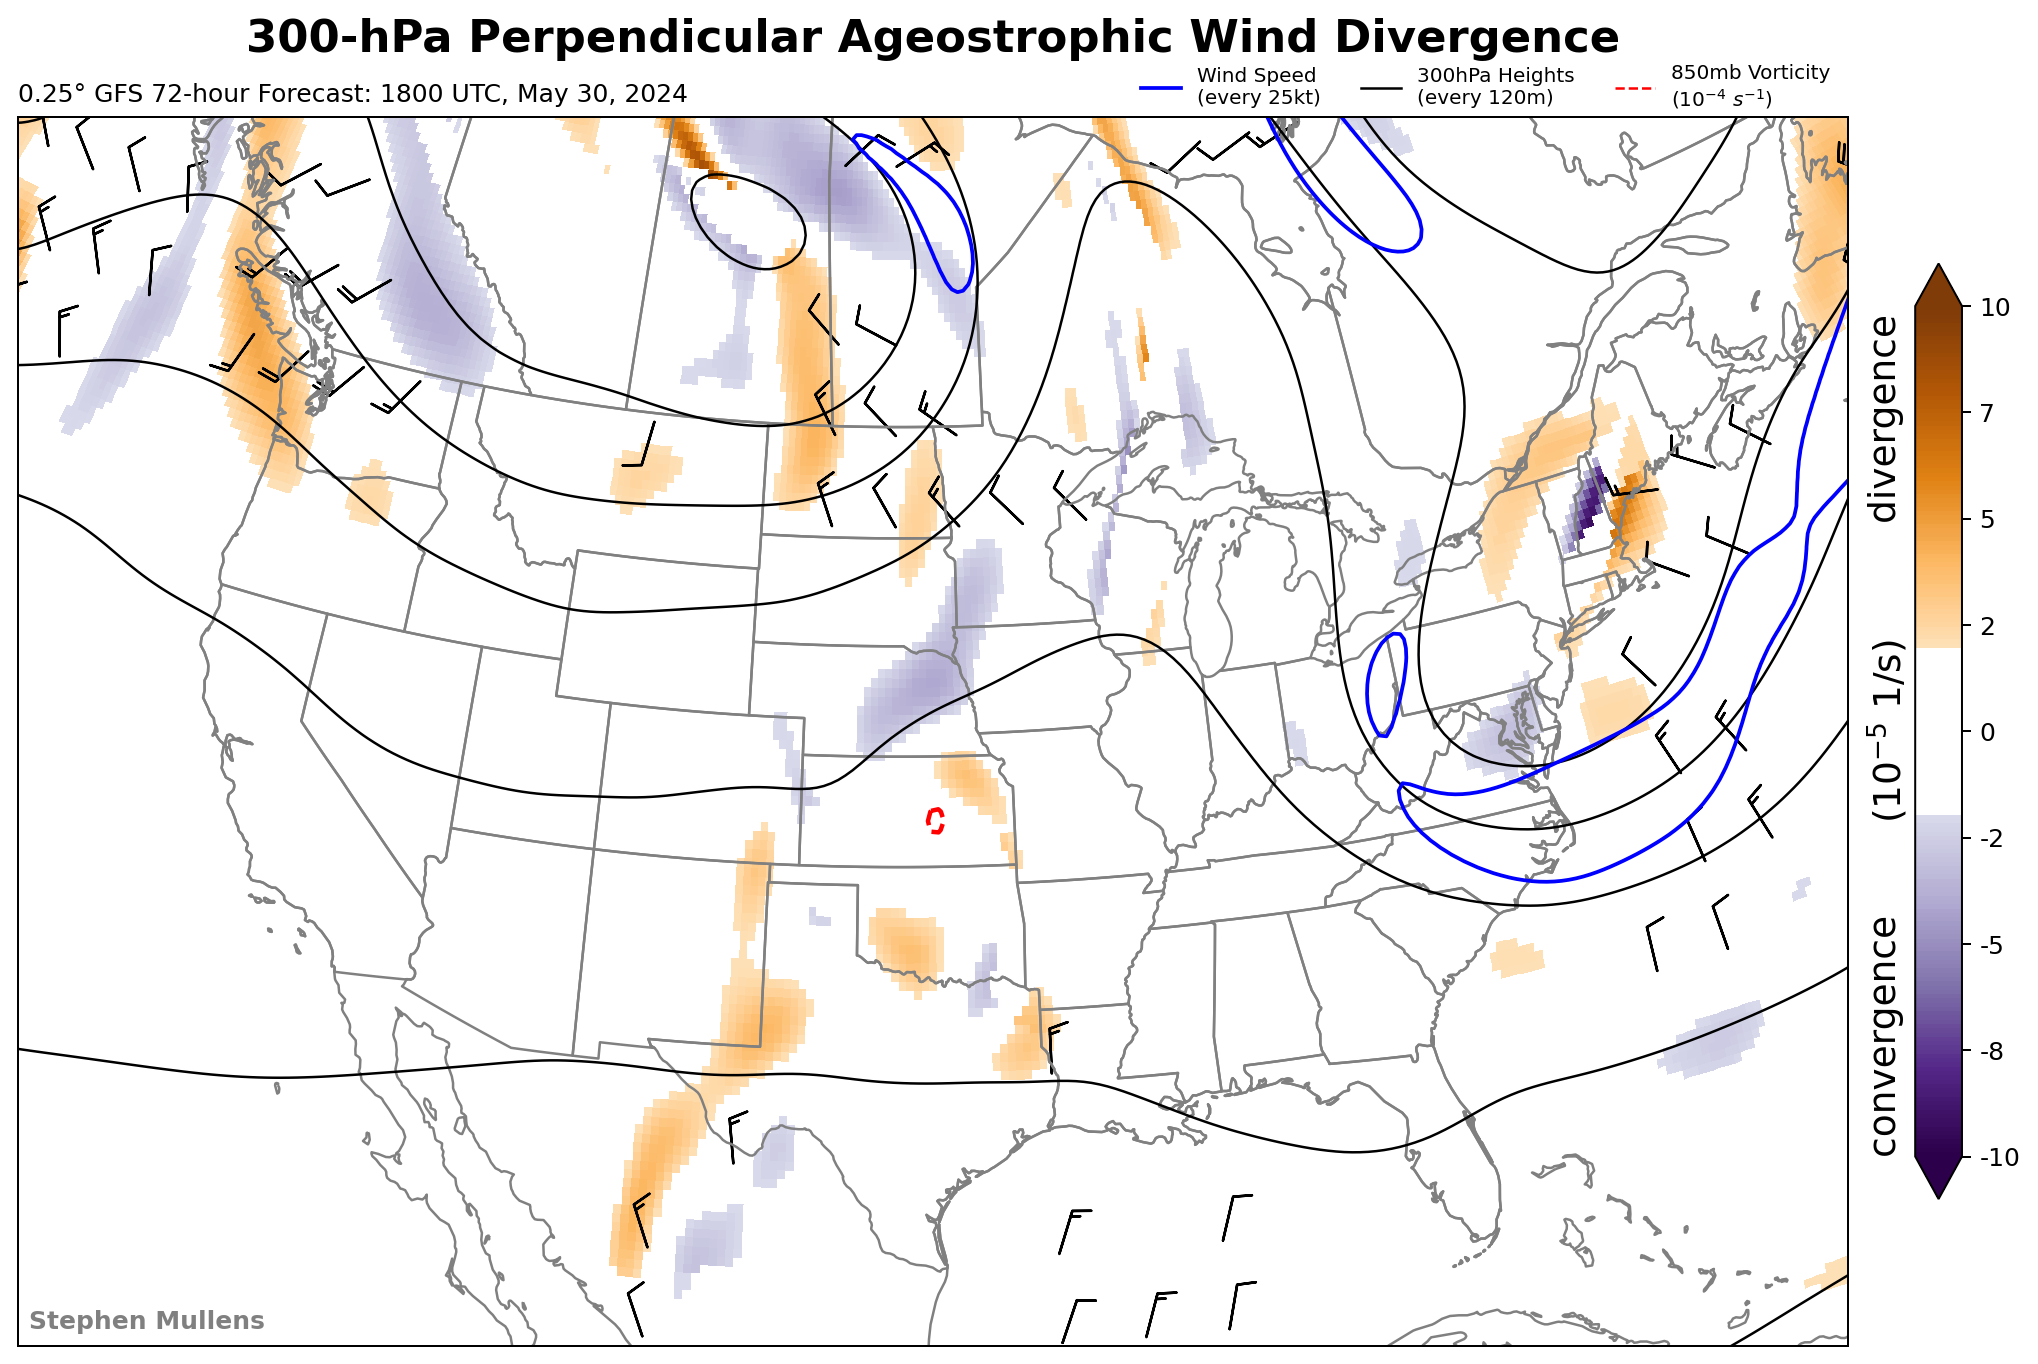 300-hPa Perpendicular Ageostrophic Wind Divergence
0.25° GFS 72-hour Forecast: 1800 UTC, May 30, 2024
Wind Speed
(every 25kt)
300hPa Heights
(every 120m)
850mb Vorticity
(10⁻⁴ s⁻¹)
10
7
5
2
0
-2
-5
-8
-10
convergence (10⁻⁵ 1/s) divergence
Stephen Mullens